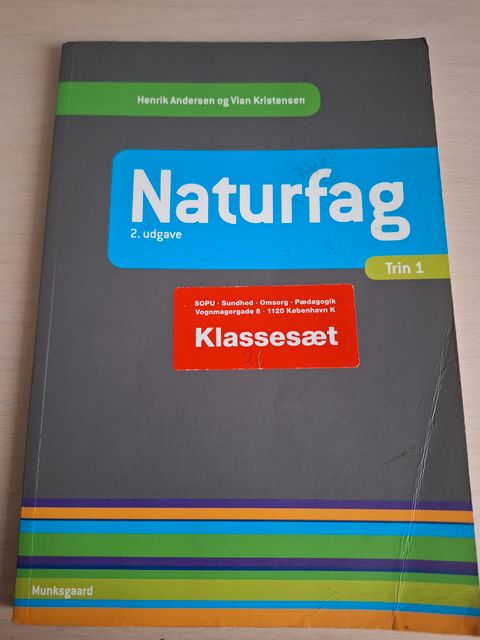 Henrik Andersen og Vian Kristensen
Naturfag
2. udgave
Trin 1
SOPU · Sundhed · Omsorg · Pædagogik
Vognmagergade 8 · 1120 København K
Klassesæt
26
Munksgaard